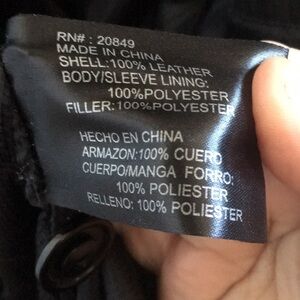 RN# : 20849
MADE IN CHINA
SHELL:100% LEATHER
BODY/SLEEVE LINING:
100%POLYESTER
FILLER:100%POLYESTER
HECHO EN CHINA
ARMAZON:100% CUERO
CUERPO/MANGA FORRO:
100% POLIESTER
RELLENO: 100% POLIESTER